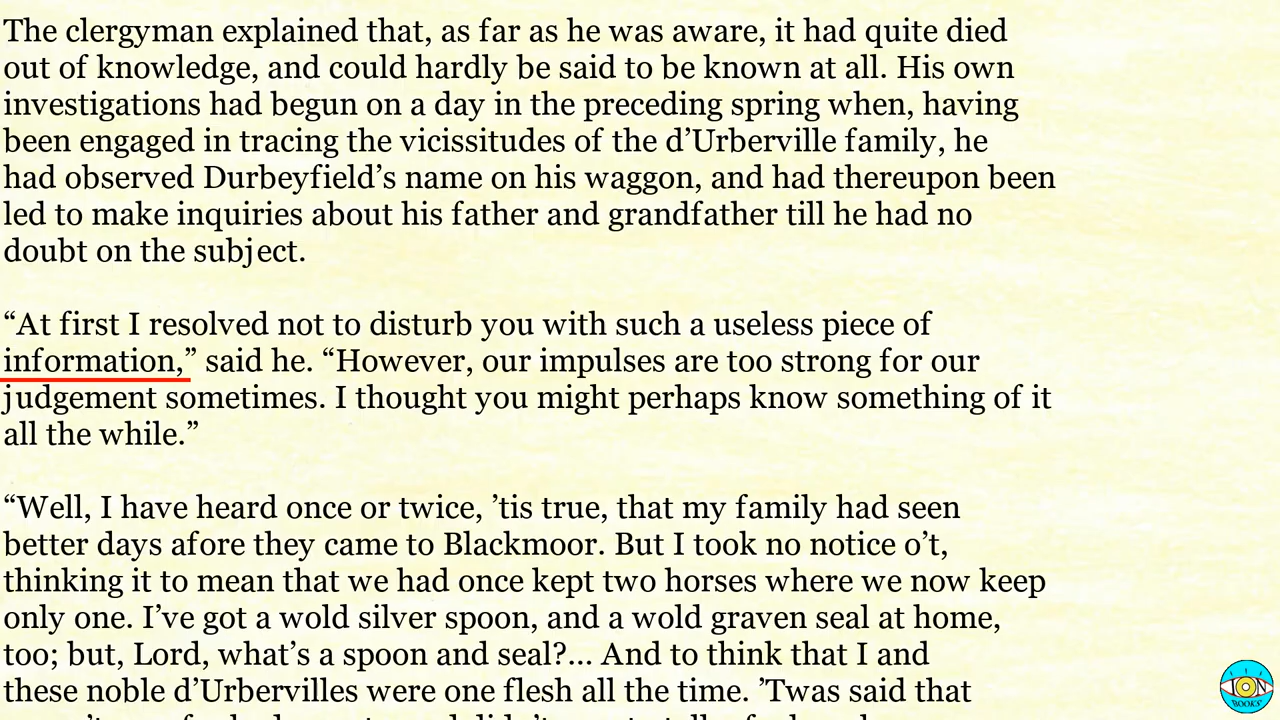 The clergyman explained that, as far as he was aware, it had quite died
out of knowledge, and could hardly be said to be known at all. His own
investigations had begun on a day in the preceding spring when, having
been engaged in tracing the vicissitudes of the d’Urberville family, he
had observed Durbeyfield’s name on his waggon, and had thereupon been
led to make inquiries about his father and grandfather till he had no
doubt on the subject.
“At first I resolved not to disturb you with such a useless piece of
information,” said he. “However, our impulses are too strong for our
judgement sometimes. I thought you might perhaps know something of it
all the while.”
“Well, I have heard once or twice, ’tis true, that my family had seen
better days afore they came to Blackmoor. But I took no notice o’t,
thinking it to mean that we had once kept two horses where we now keep
only one. I’ve got a wold silver spoon, and a wold graven seal at home,
too; but, Lord, what’s a spoon and seal?... And to think that I and
these noble d’Urbervilles were one flesh all the time. ’Twas said that
ION
BOOKS